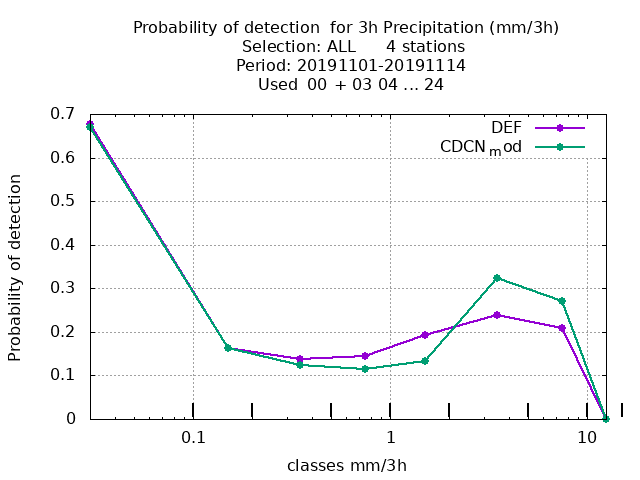 Probability of detection  for 3h Precipitation (mm/3h)
Selection: ALL      4 stations
Period: 20191101-20191114
Used  00  + 03 04 ... 24
DEF
CDCNmod
0.7
0.6
0.5
0.4
0.3
0.2
0.1
0
Probability of detection
0.1 1 10
classes mm/3h